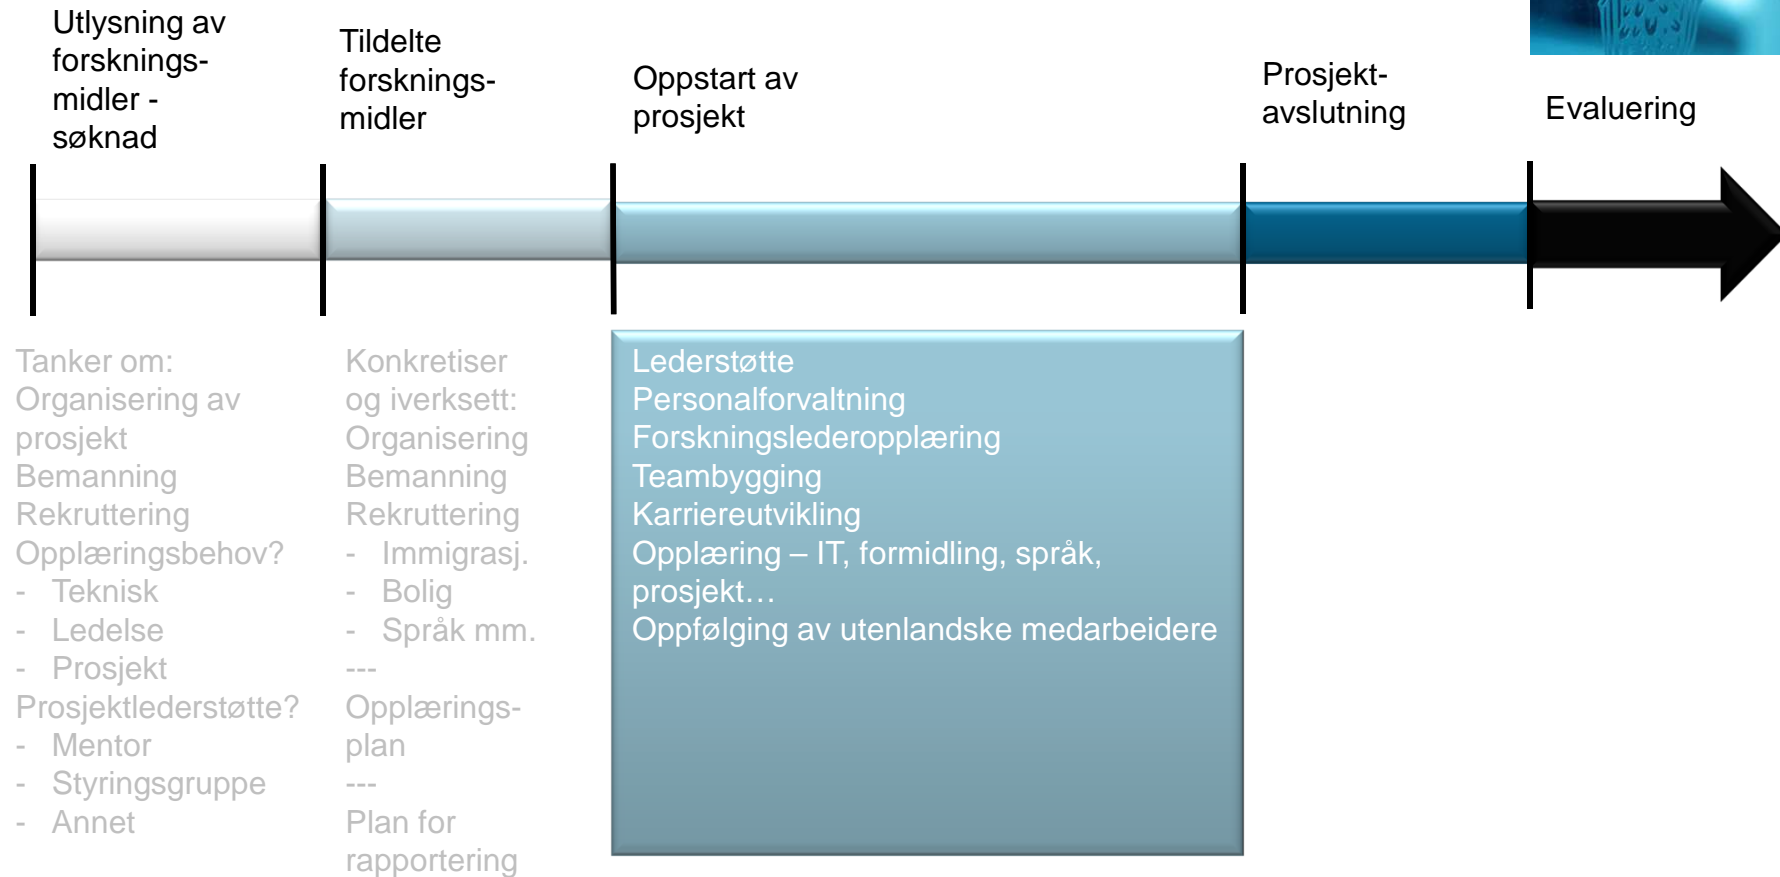 Utlysning av
forsknings-
midler -
søknad
Tildelte
forsknings-
midler
Oppstart av
prosjekt
Prosjekt-
avslutning
Evaluering
Tanker om:
Organisering av
prosjekt
Bemanning
Rekruttering
Opplæringsbehov?
- Teknisk
- Ledelse
- Prosjekt
Prosjektlederstøtte?
- Mentor
- Styringsgruppe
- Annet
Konkretiser
og iverksett:
Organisering
Bemanning
Rekruttering
- Immigrasj.
- Bolig
- Språk mm.
---
Opplærings-
plan
---
Plan for
rapportering
Lederstøtte
Personalforvaltning
Forskningslederopplæring
Teambygging
Karriereutvikling
Opplæring – IT, formidling, språk,
prosjekt…
Oppfølging av utenlandske medarbeidere